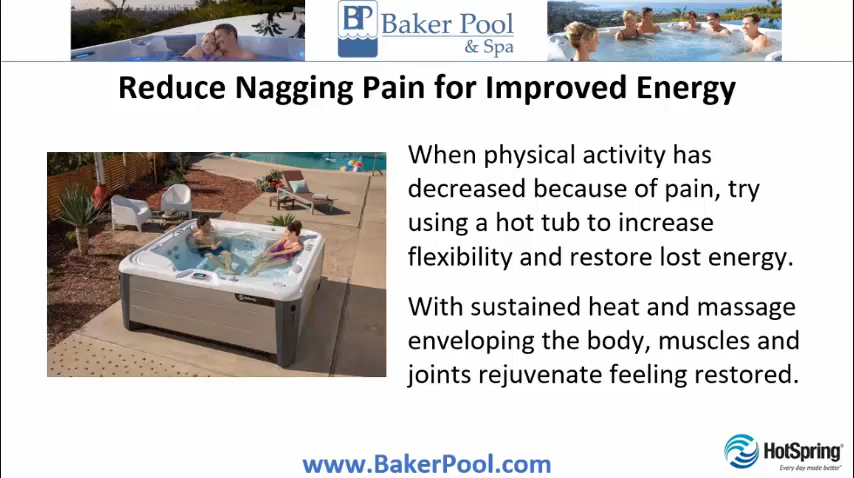 BP
Baker Pool
& Spa
Reduce Nagging Pain for Improved Energy
When physical activity has
decreased because of pain, try
using a hot tub to increase
flexibility and restore lost energy.
With sustained heat and massage
enveloping the body, muscles and
joints rejuvenate feeling restored.
www.BakerPool.com
HotSpring®
Every day made better®